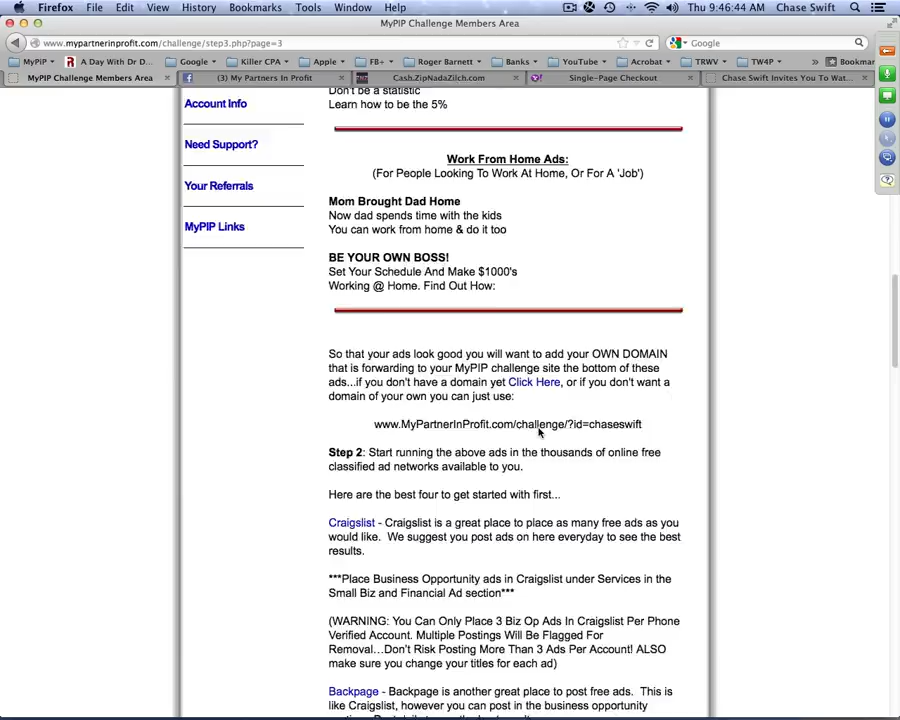 Firefox File Edit View History Bookmarks Tools Window Help Thu 9:46:44 AM Chase Swift
MyPIP Challenge Members Area
www.mypartnerinprofit.com/challenge/step3.php?page=3 Google
MyPiP A Day With Dr D... Google Killer CPA Apple FB+ Roger Barnett Banks YouTube Acrobat TRWV TW4P » Bookmar
MyPIP Challenge Members Area (3) My Partners In Profit Cash.ZipNadaZilch.com Single-Page Checkout Chase Swift Invites You To Wat...
Account Info
Need Support?
Your Referrals
MyPIP Links
Don't be a statistic
Learn how to be the 5%
Work From Home Ads:
(For People Looking To Work At Home, Or For A 'Job')
Mom Brought Dad Home
Now dad spends time with the kids
You can work from home & do it too
BE YOUR OWN BOSS!
Set Your Schedule And Make $1000's
Working @ Home. Find Out How:
So that your ads look good you will want to add your OWN DOMAIN
that is forwarding to your MyPIP challenge site the bottom of these
ads...if you don't have a domain yet Click Here, or if you don't want a
domain of your own you can just use:
www.MyPartnerInProfit.com/challenge/?id=chaseswift
Step 2: Start running the above ads in the thousands of online free
classified ad networks available to you.
Here are the best four to get started with first...
Craigslist - Craigslist is a great place to place as many free ads as you
would like. We suggest you post ads on here everyday to see the best
results.
***Place Business Opportunity ads in Craigslist under Services in the
Small Biz and Financial Ad section***
(WARNING: You Can Only Place 3 Biz Op Ads In Craigslist Per Phone
Verified Account. Multiple Postings Will Be Flagged For
Removal...Don't Risk Posting More Than 3 Ads Per Account! ALSO
make sure you change your titles for each ad)
Backpage - Backpage is another great place to post free ads. This is
like Craigslist, however you can post in the business opportunity